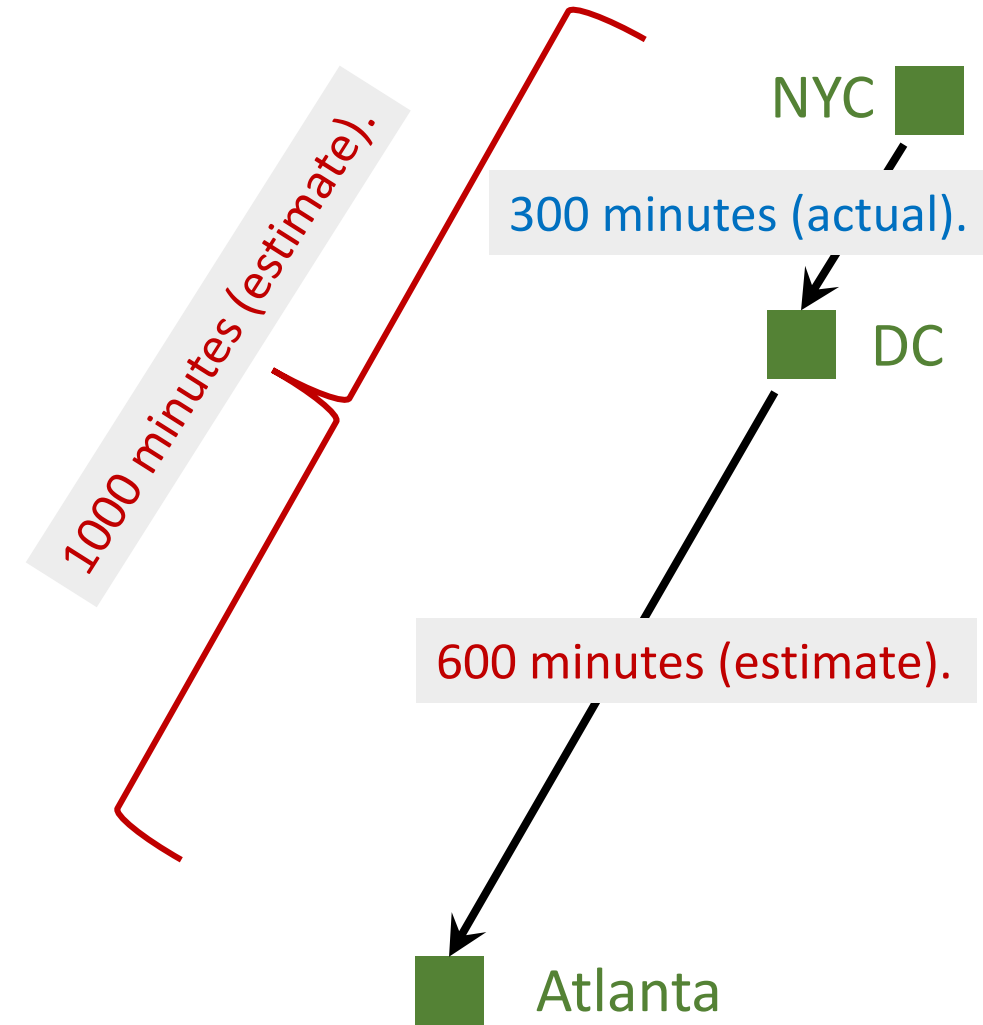 NYC
300 minutes (actual).
DC
1000 minutes (estimate).
600 minutes (estimate).
Atlanta